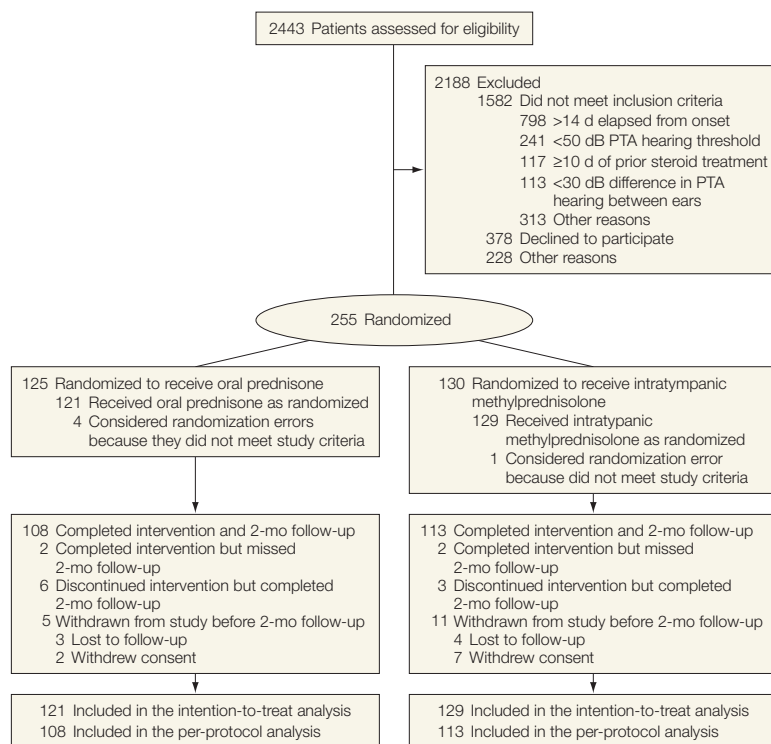 2443 Patients assessed for eligibility
2188 Excluded
1582 Did not meet inclusion criteria
798 >14 d elapsed from onset
241 <50 dB PTA hearing threshold
117 ≥10 d of prior steroid treatment
113 <30 dB difference in PTA
hearing between ears
313 Other reasons
378 Declined to participate
228 Other reasons
255 Randomized
125 Randomized to receive oral prednisone
121 Received oral prednisone as randomized
4 Considered randomization errors
because they did not meet study criteria
130 Randomized to receive intratympanic
methylprednisolone
129 Received intratypanic
methylprednisolone as randomized
1 Considered randomization error
because did not meet study criteria
108 Completed intervention and 2-mo follow-up
2 Completed intervention but missed
2-mo follow-up
6 Discontinued intervention but completed
2-mo follow-up
5 Withdrawn from study before 2-mo follow-up
3 Lost to follow-up
2 Withdrew consent
113 Completed intervention and 2-mo follow-up
2 Completed intervention but missed
2-mo follow-up
3 Discontinued intervention but completed
2-mo follow-up
11 Withdrawn from study before 2-mo follow-up
4 Lost to follow-up
7 Withdrew consent
121 Included in the intention-to-treat analysis
108 Included in the per-protocol analysis
129 Included in the intention-to-treat analysis
113 Included in the per-protocol analysis